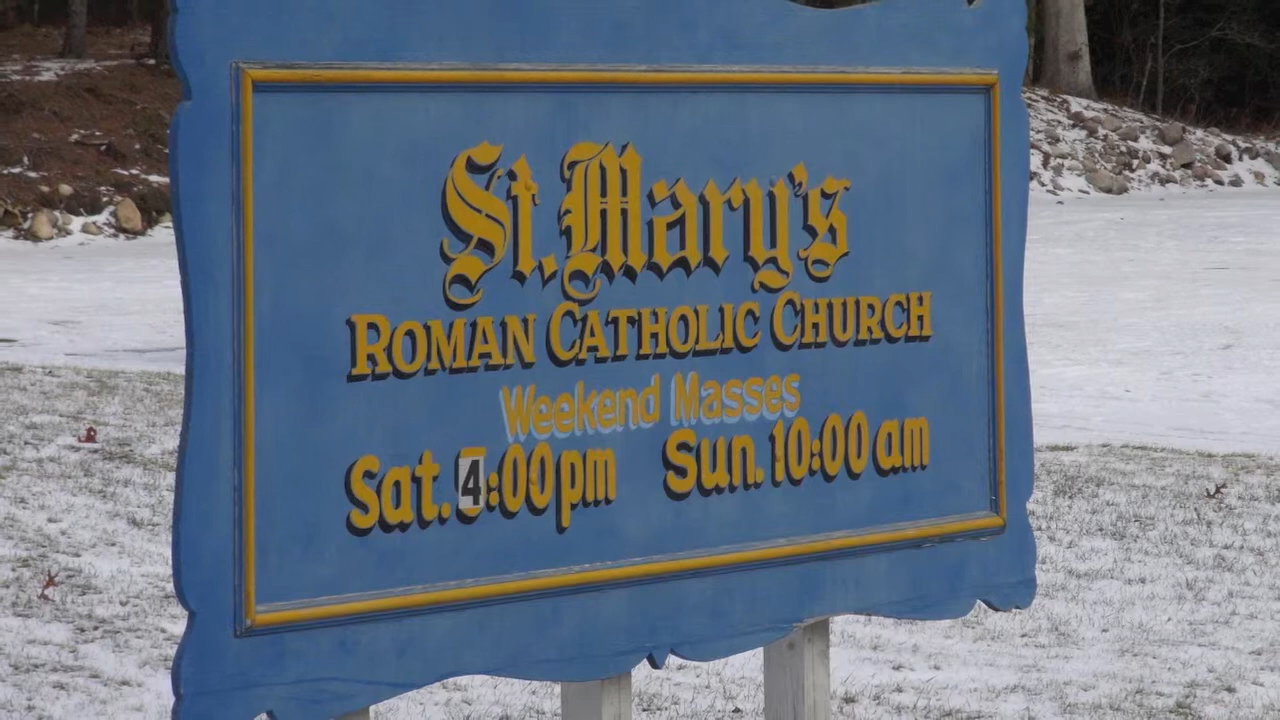 St. Mary's
ROMAN CATHOLIC CHURCH
Weekend Masses
Sat. 4:00 pm Sun. 10:00 am